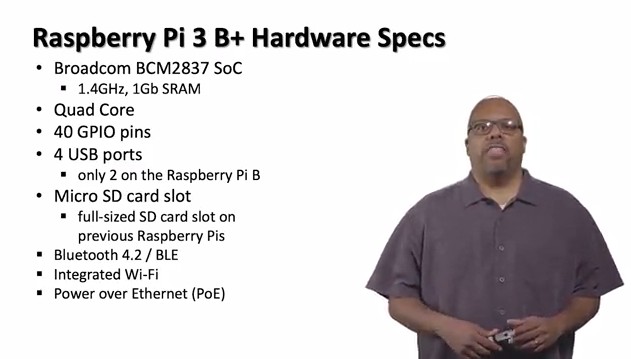 Raspberry Pi 3 B+ Hardware Specs
• Broadcom BCM2837 SoC
▪ 1.4GHz, 1Gb SRAM
• Quad Core
• 40 GPIO pins
• 4 USB ports
▪ only 2 on the Raspberry Pi B
• Micro SD card slot
▪ full-sized SD card slot on
previous Raspberry Pis
▪ Bluetooth 4.2 / BLE
▪ Integrated Wi-Fi
▪ Power over Ethernet (PoE)